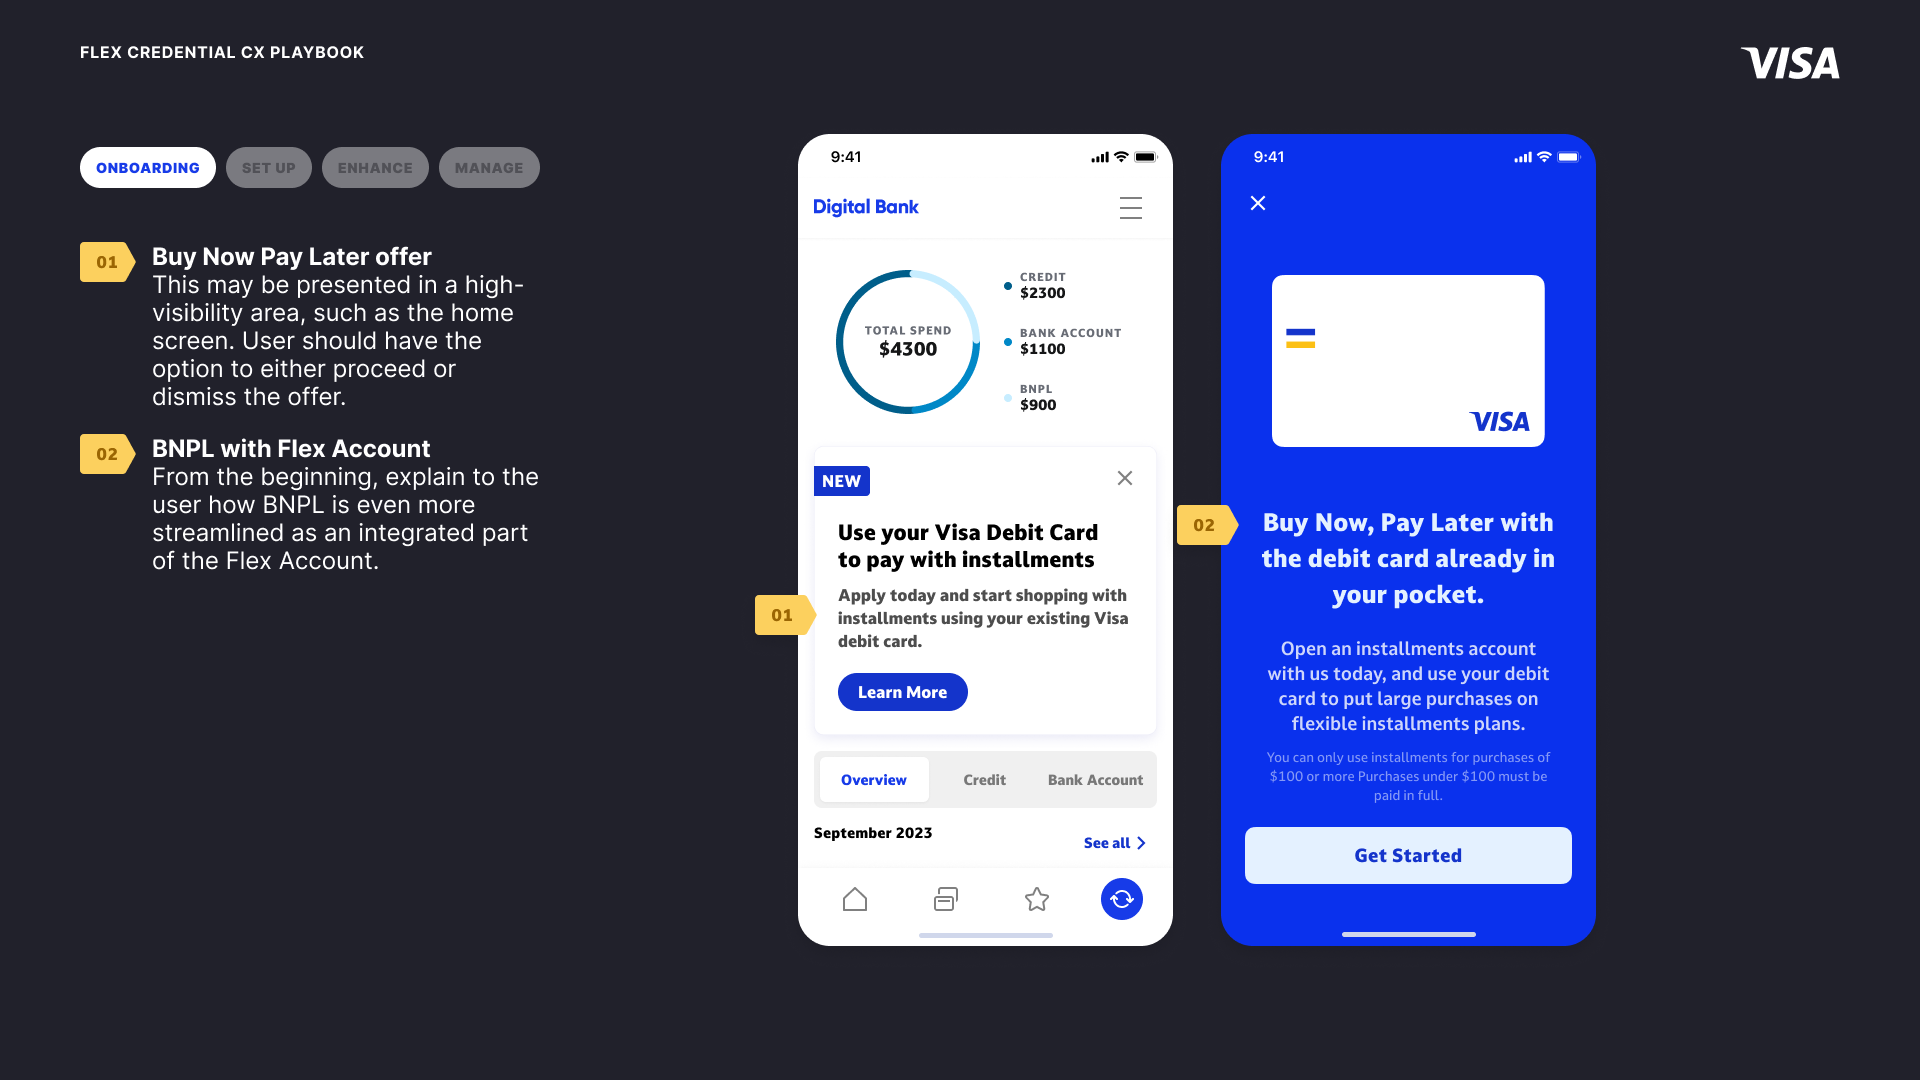 FLEX CREDENTIAL CX PLAYBOOK
VISA
ONBOARDING
SET UP
ENHANCE
MANAGE
01
Buy Now Pay Later offer
This may be presented in a high-
visibility area, such as the home
screen. User should have the
option to either proceed or
dismiss the offer.
02
BNPL with Flex Account
From the beginning, explain to the
user how BNPL is even more
streamlined as an integrated part
of the Flex Account.
9:41
Digital Bank
TOTAL SPEND
$4300
CREDIT
$2300
BANK ACCOUNT
$1100
BNPL
$900
NEW
Use your Visa Debit Card
to pay with installments
01
Apply today and start shopping with
installments using your existing Visa
debit card.
Learn More
Overview
Credit
Bank Account
September 2023
See all
9:41
VISA
02
Buy Now, Pay Later with
the debit card already in
your pocket.
Open an installments account
with us today, and use your debit
card to put large purchases on
flexible installments plans.
You can only use installments for purchases of
$100 or more Purchases under $100 must be
paid in full.
Get Started